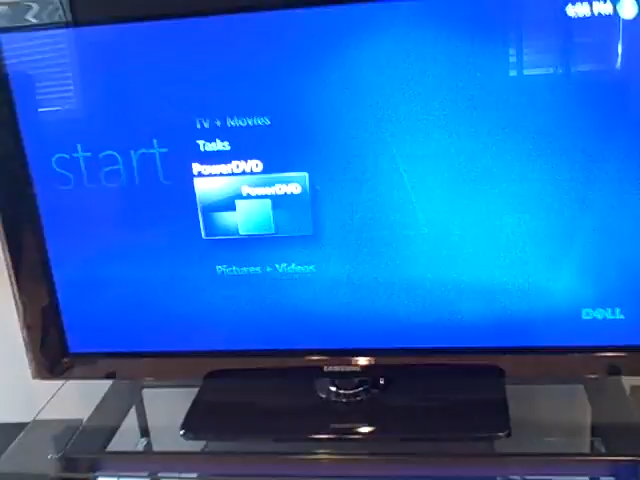 start
TV + Movies
Tasks
PowerDVD
PowerDVD
Pictures + Videos
DELL
SAMSUNG